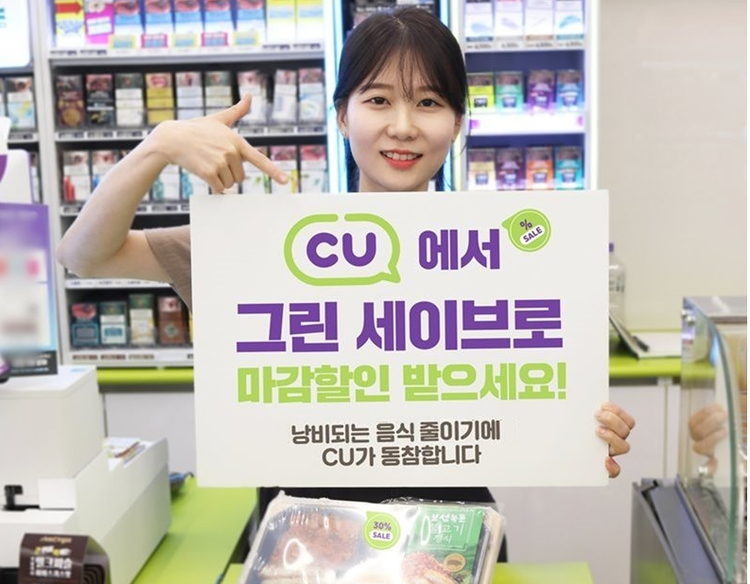 CU 에서
% SALE
그린 세이브로
마감할인 받으세요!
낭비되는 음식 줄이기에
CU가 동참합니다
30%
SALE